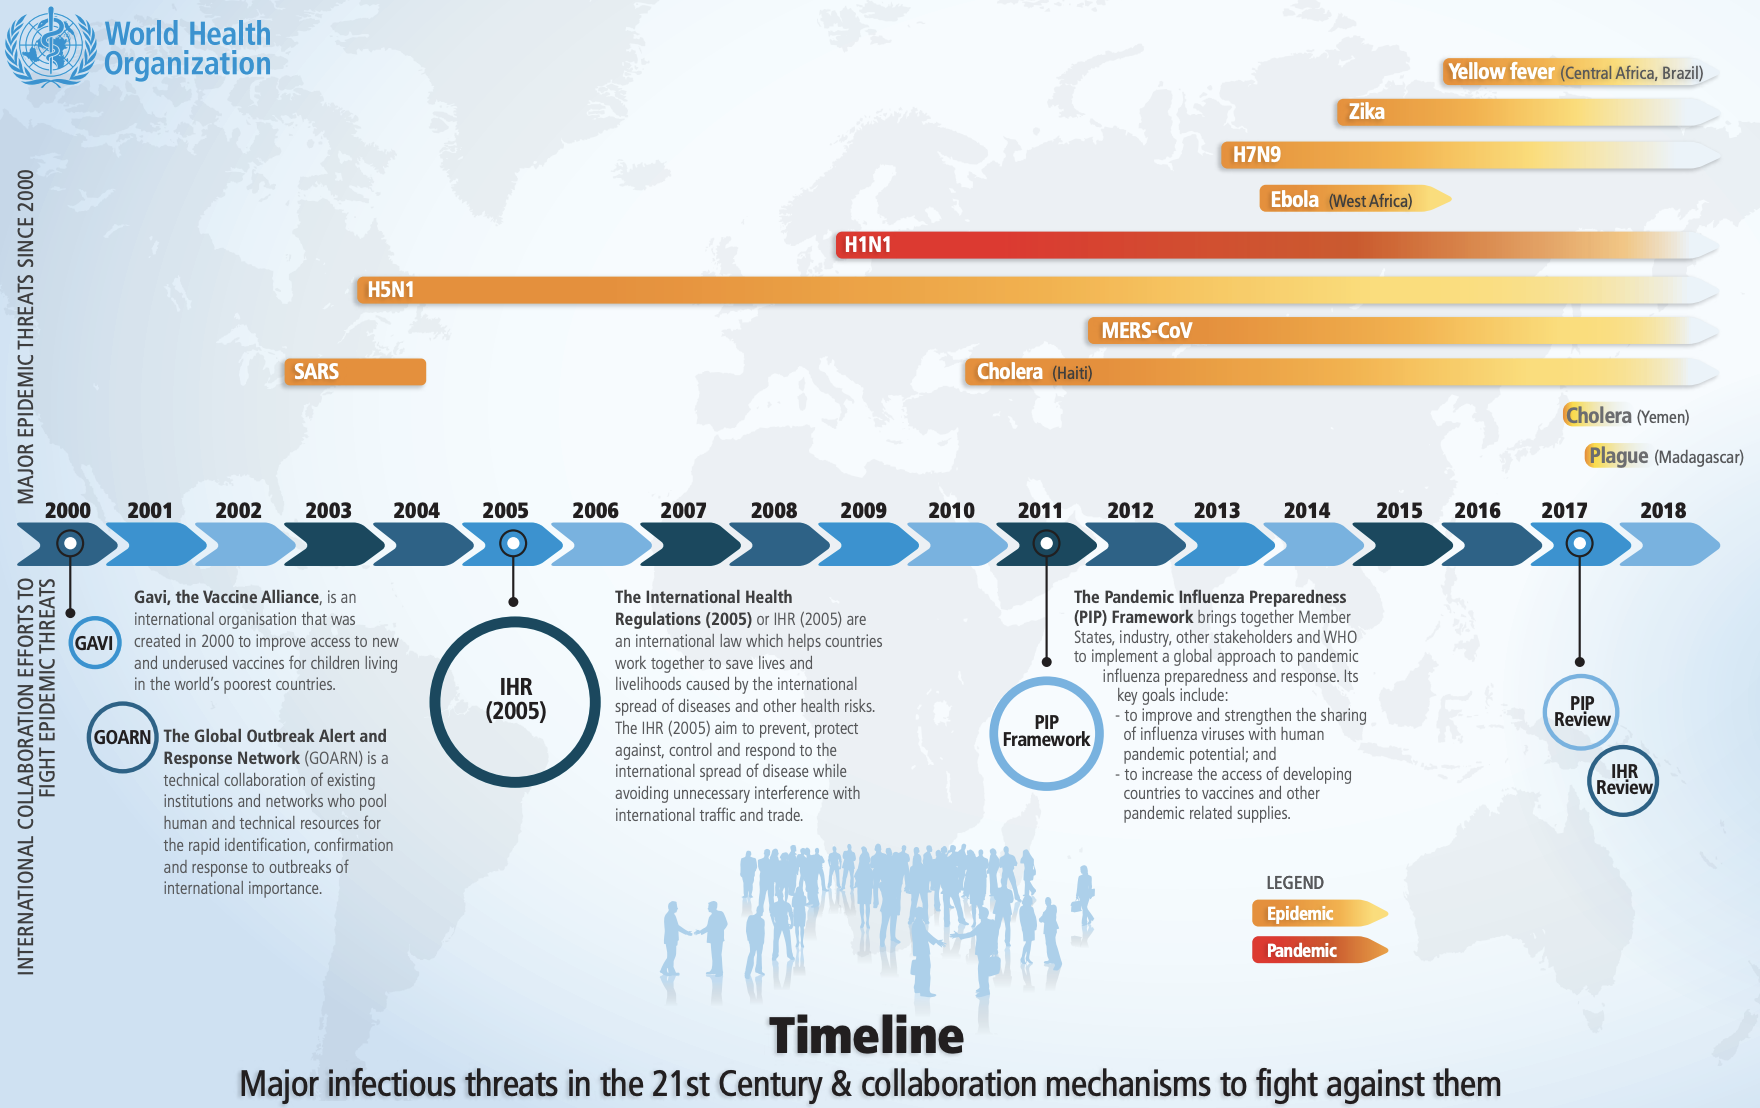 World Health
Organization
MAJOR EPIDEMIC THREATS SINCE 2000
Yellow fever (Central Africa, Brazil)
Zika
H7N9
Ebola (West Africa)
H1N1
H5N1
MERS-CoV
SARS
Cholera (Haiti)
Cholera (Yemen)
Plague (Madagascar)
2000 2001 2002 2003 2004 2005 2006 2007 2008 2009 2010 2011 2012 2013 2014 2015 2016 2017 2018
INTERNATIONAL COLLABORATION EFFORTS TO
FIGHT EPIDEMIC THREATS
GAVI
Gavi, the Vaccine Alliance, is an
international organisation that was
created in 2000 to improve access to new
and underused vaccines for children living
in the world's poorest countries.
GOARN
The Global Outbreak Alert and
Response Network (GOARN) is a
technical collaboration of existing
institutions and networks who pool
human and technical resources for
the rapid identification, confirmation
and response to outbreaks of
international importance.
IHR
(2005)
The International Health
Regulations (2005) or IHR (2005) are
an international law which helps countries
work together to save lives and
livelihoods caused by the international
spread of diseases and other health risks.
The IHR (2005) aim to prevent, protect
against, control and respond to the
international spread of disease while
avoiding unnecessary interference with
international traffic and trade.
PIP
Framework
The Pandemic Influenza Preparedness
(PIP) Framework brings together Member
States, industry, other stakeholders and WHO
to implement a global approach to pandemic
influenza preparedness and response. Its
key goals include:
- to improve and strengthen the sharing
of influenza viruses with human
pandemic potential; and
- to increase the access of developing
countries to vaccines and other
pandemic related supplies.
PIP
Review
IHR
Review
LEGEND
Epidemic
Pandemic
Timeline
Major infectious threats in the 21st Century & collaboration mechanisms to fight against them